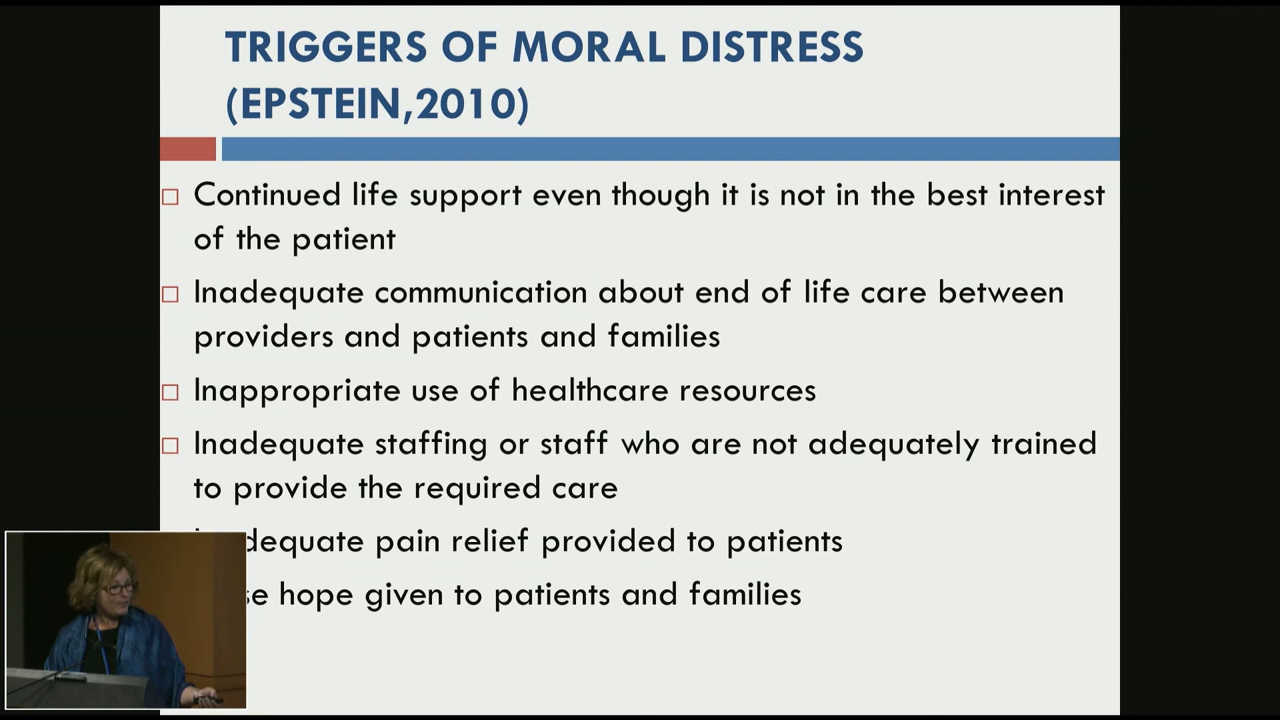 TRIGGERS OF MORAL DISTRESS
(EPSTEIN,2010)
Continued life support even though it is not in the best interest
of the patient
Inadequate communication about end of life care between
providers and patients and families
Inappropriate use of healthcare resources
Inadequate staffing or staff who are not adequately trained
to provide the required care
dequate pain relief provided to patients
se hope given to patients and families